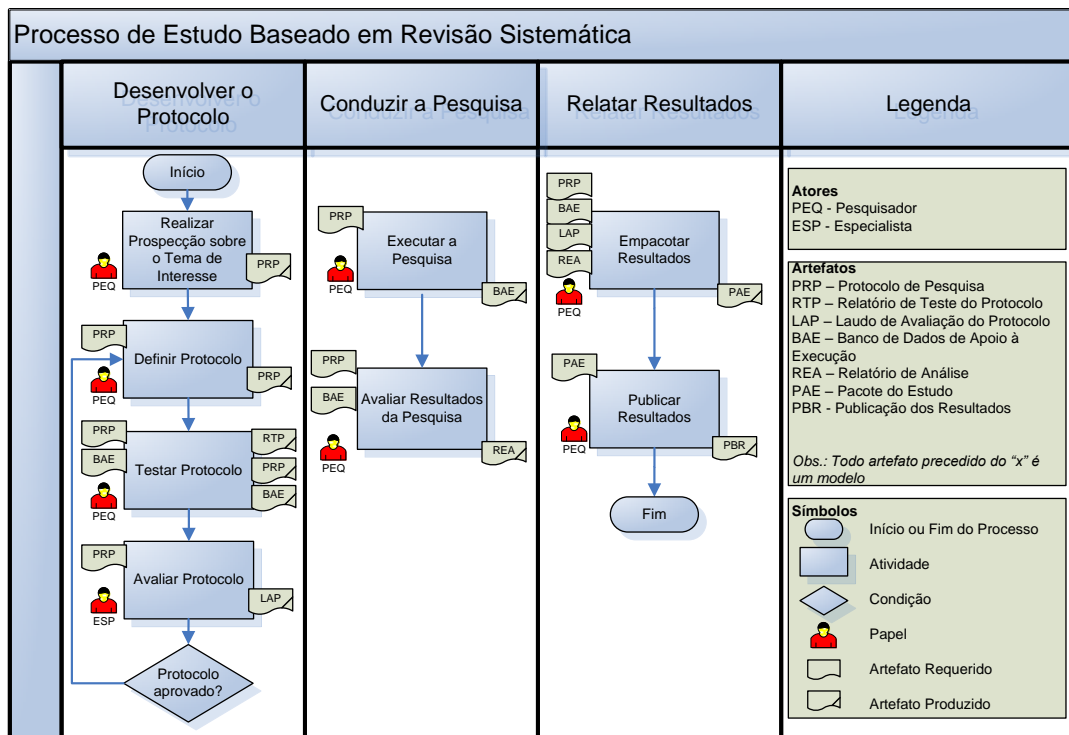 Processo de Estudo Baseado em Revisão Sistemática
Desenvolver o
Protocolo
Conduzir a Pesquisa
Relatar Resultados
Legenda
Início
Realizar
Prospecção sobre
o Tema de
Interesse
PEQ
PRP
PRP
Definir Protocolo
PEQ
PRP
PRP
BAE
Testar Protocolo
PEQ
RTP
PRP
BAE
PRP
Avaliar Protocolo
ESP
LAP
Protocolo
aprovado?
PRP
Executar a
Pesquisa
PEQ
BAE
PRP
BAE
Avaliar Resultados
da Pesquisa
PEQ
REA
PRP
BAE
LAP
REA
Empacotar
Resultados
PEQ
PAE
PAE
Publicar
Resultados
PEQ
PBR
Fim
Atores
PEQ - Pesquisador
ESP - Especialista
Artefatos
PRP – Protocolo de Pesquisa
RTP – Relatório de Teste do Protocolo
LAP – Laudo de Avaliação do Protocolo
BAE – Banco de Dados de Apoio à
Execução
REA – Relatório de Análise
PAE – Pacote do Estudo
PBR - Publicação dos Resultados
Obs.: Todo artefato precedido do “x” é
um modelo
Símbolos
Início ou Fim do Processo
Atividade
Condição
Papel
Artefato Requerido
Artefato Produzido